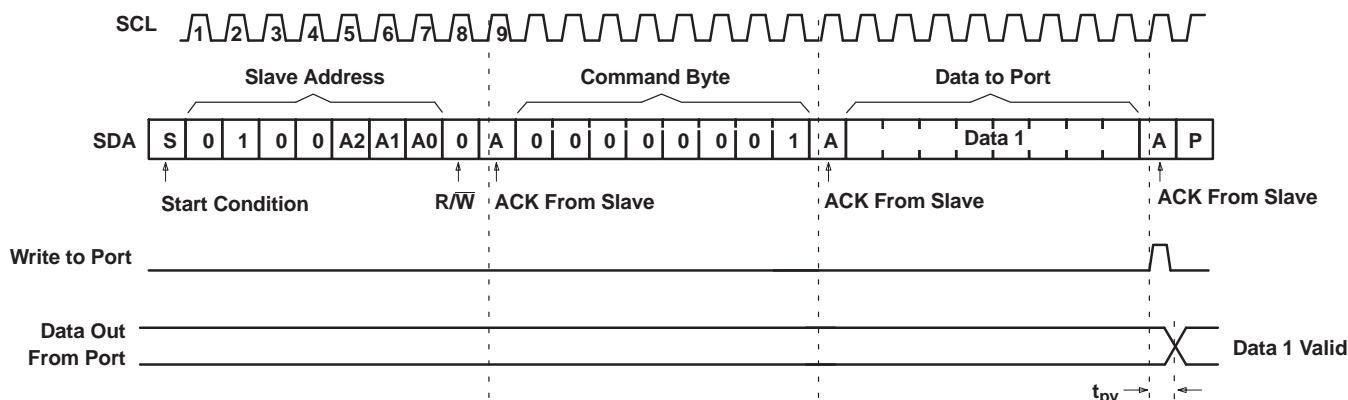 SCL
1 2 3 4 5 6 7 8 9
Slave Address Command Byte Data to Port
SDA S 0 1 0 0 A2 A1 A0 0 A 0 0 0 0 0 0 0 1 A Data 1 A P
Start Condition R/W̅ ACK From Slave ACK From Slave ACK From Slave
Write to Port
Data Out
From Port
Data 1 Valid
tpv